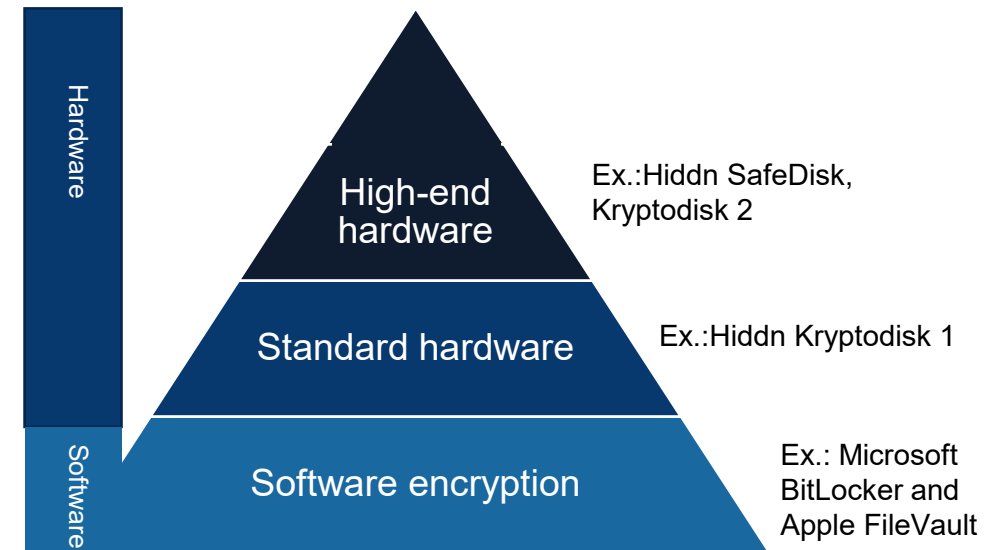 Hardware
High-end
hardware
Ex.:Hiddn SafeDisk,
Kryptodisk 2
Standard hardware
Ex.:Hiddn Kryptodisk 1
Software
Software encryption
Ex.: Microsoft
BitLocker and
Apple FileVault